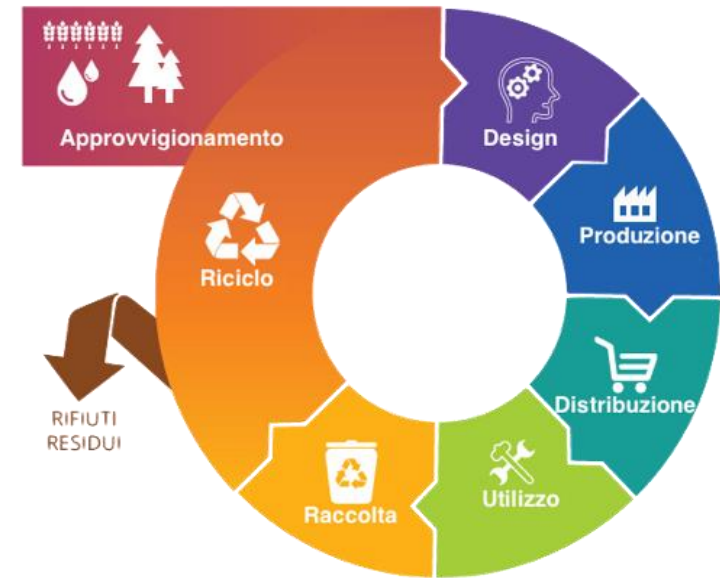 Approvvigionamento
Design
Produzione
Distribuzione
Utilizzo
Raccolta
Riciclo
RIFIUTI
RESIDUI